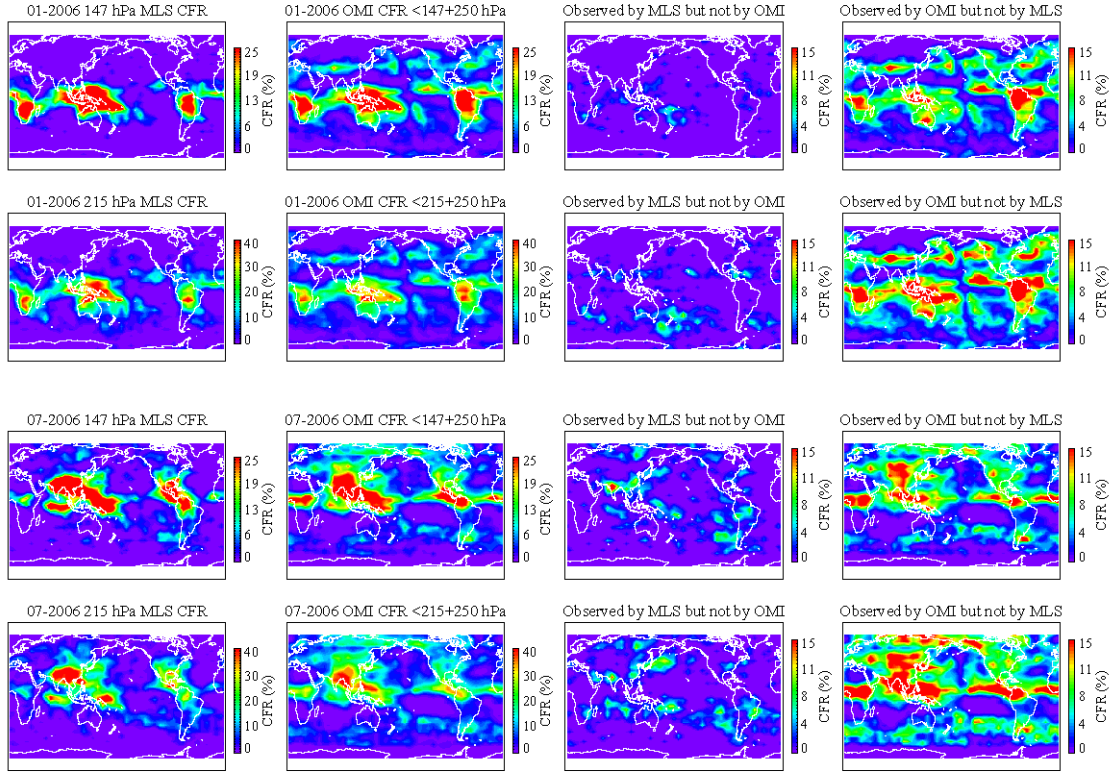 01-2006 147 hPa MLS CFR
01-2006 OMI CFR <147+250 hPa
Observed by MLS but not by OMI
Observed by OMI but not by MLS
25
19
13
6
0
CFR (%)
25
19
13
6
0
CFR (%)
15
11
8
4
0
CFR (%)
15
11
8
4
0
CFR (%)
01-2006 215 hPa MLS CFR
01-2006 OMI CFR <215+250 hPa
Observed by MLS but not by OMI
Observed by OMI but not by MLS
40
30
20
10
0
CFR (%)
40
30
20
10
0
CFR (%)
15
11
8
4
0
CFR (%)
15
11
8
4
0
CFR (%)
07-2006 147 hPa MLS CFR
07-2006 OMI CFR <147+250 hPa
Observed by MLS but not by OMI
Observed by OMI but not by MLS
25
19
13
6
0
CFR (%)
25
19
13
6
0
CFR (%)
15
11
8
4
0
CFR (%)
15
11
8
4
0
CFR (%)
07-2006 215 hPa MLS CFR
07-2006 OMI CFR <215+250 hPa
Observed by MLS but not by OMI
Observed by OMI but not by MLS
40
30
20
10
0
CFR (%)
40
30
20
10
0
CFR (%)
15
11
8
4
0
CFR (%)
15
11
8
4
0
CFR (%)